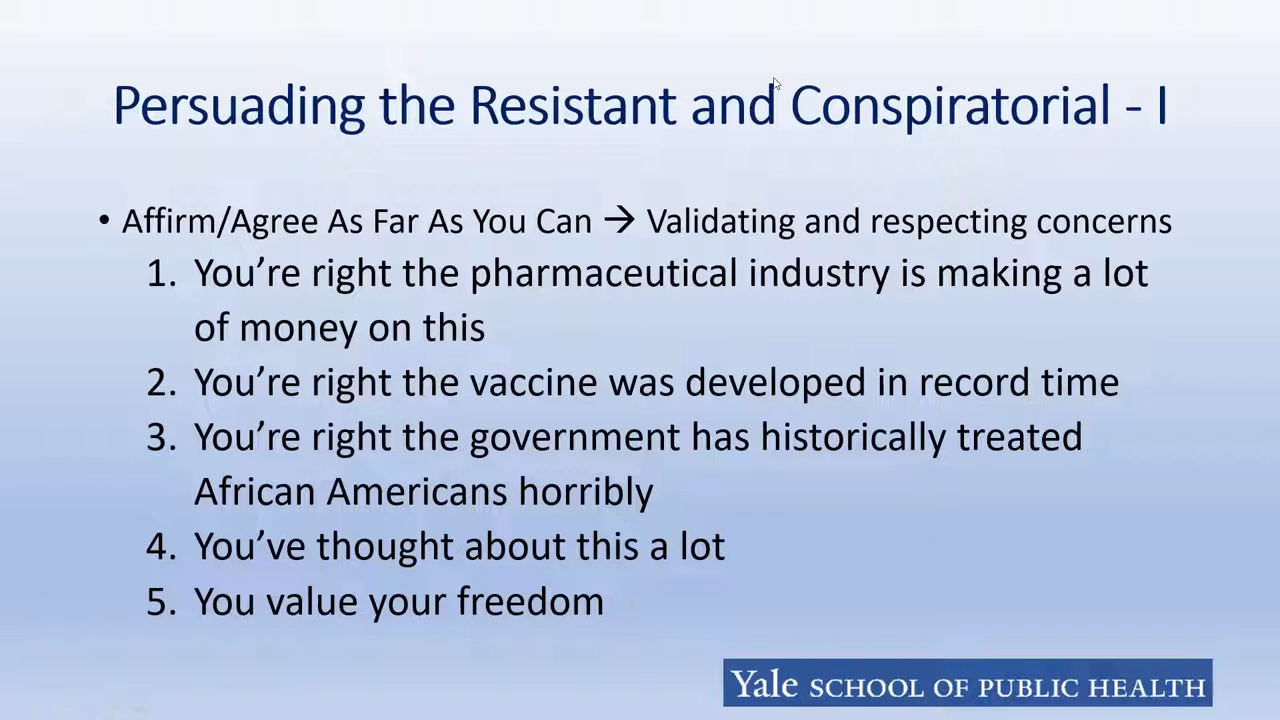 Persuading the Resistant and Conspiratorial - I
• Affirm/Agree As Far As You Can → Validating and respecting concerns
1. You’re right the pharmaceutical industry is making a lot
of money on this
2. You’re right the vaccine was developed in record time
3. You’re right the government has historically treated
African Americans horribly
4. You’ve thought about this a lot
5. You value your freedom
Yale SCHOOL OF PUBLIC HEALTH